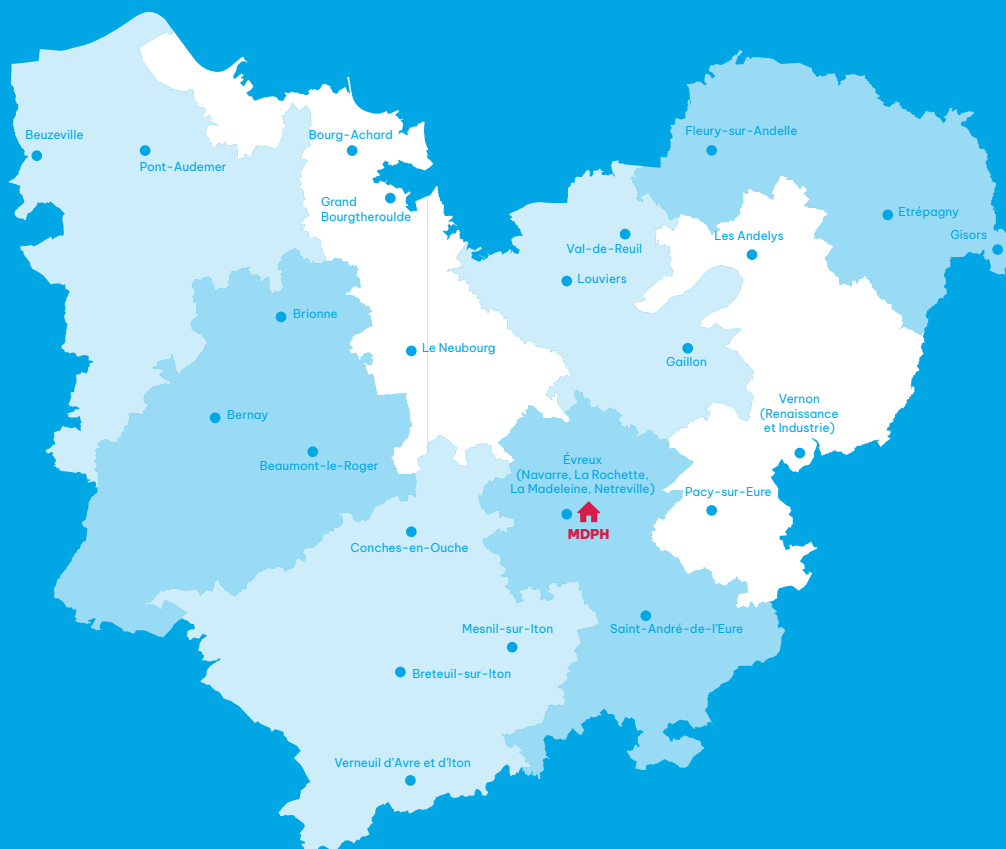 Beuzeville
Pont-Audemer
Bourg-Achard
Grand
Bourgtheroulde
Fleury-sur-Andelle
Etrépagny
Gisors
Val-de-Reuil
Les Andelys
Louviers
Brionne
Le Neubourg
Gaillon
Vernon
(Renaissance
et Industrie)
Bernay
Beaumont-le-Roger
Évreux
(Navarre, La Rochette,
La Madeleine, Netreville)
MDPH
Pacy-sur-Eure
Conches-en-Ouche
Mesnil-sur-Iton
Saint-André-de-l'Eure
Breteuil-sur-Iton
Verneuil d'Avre et d'Iton